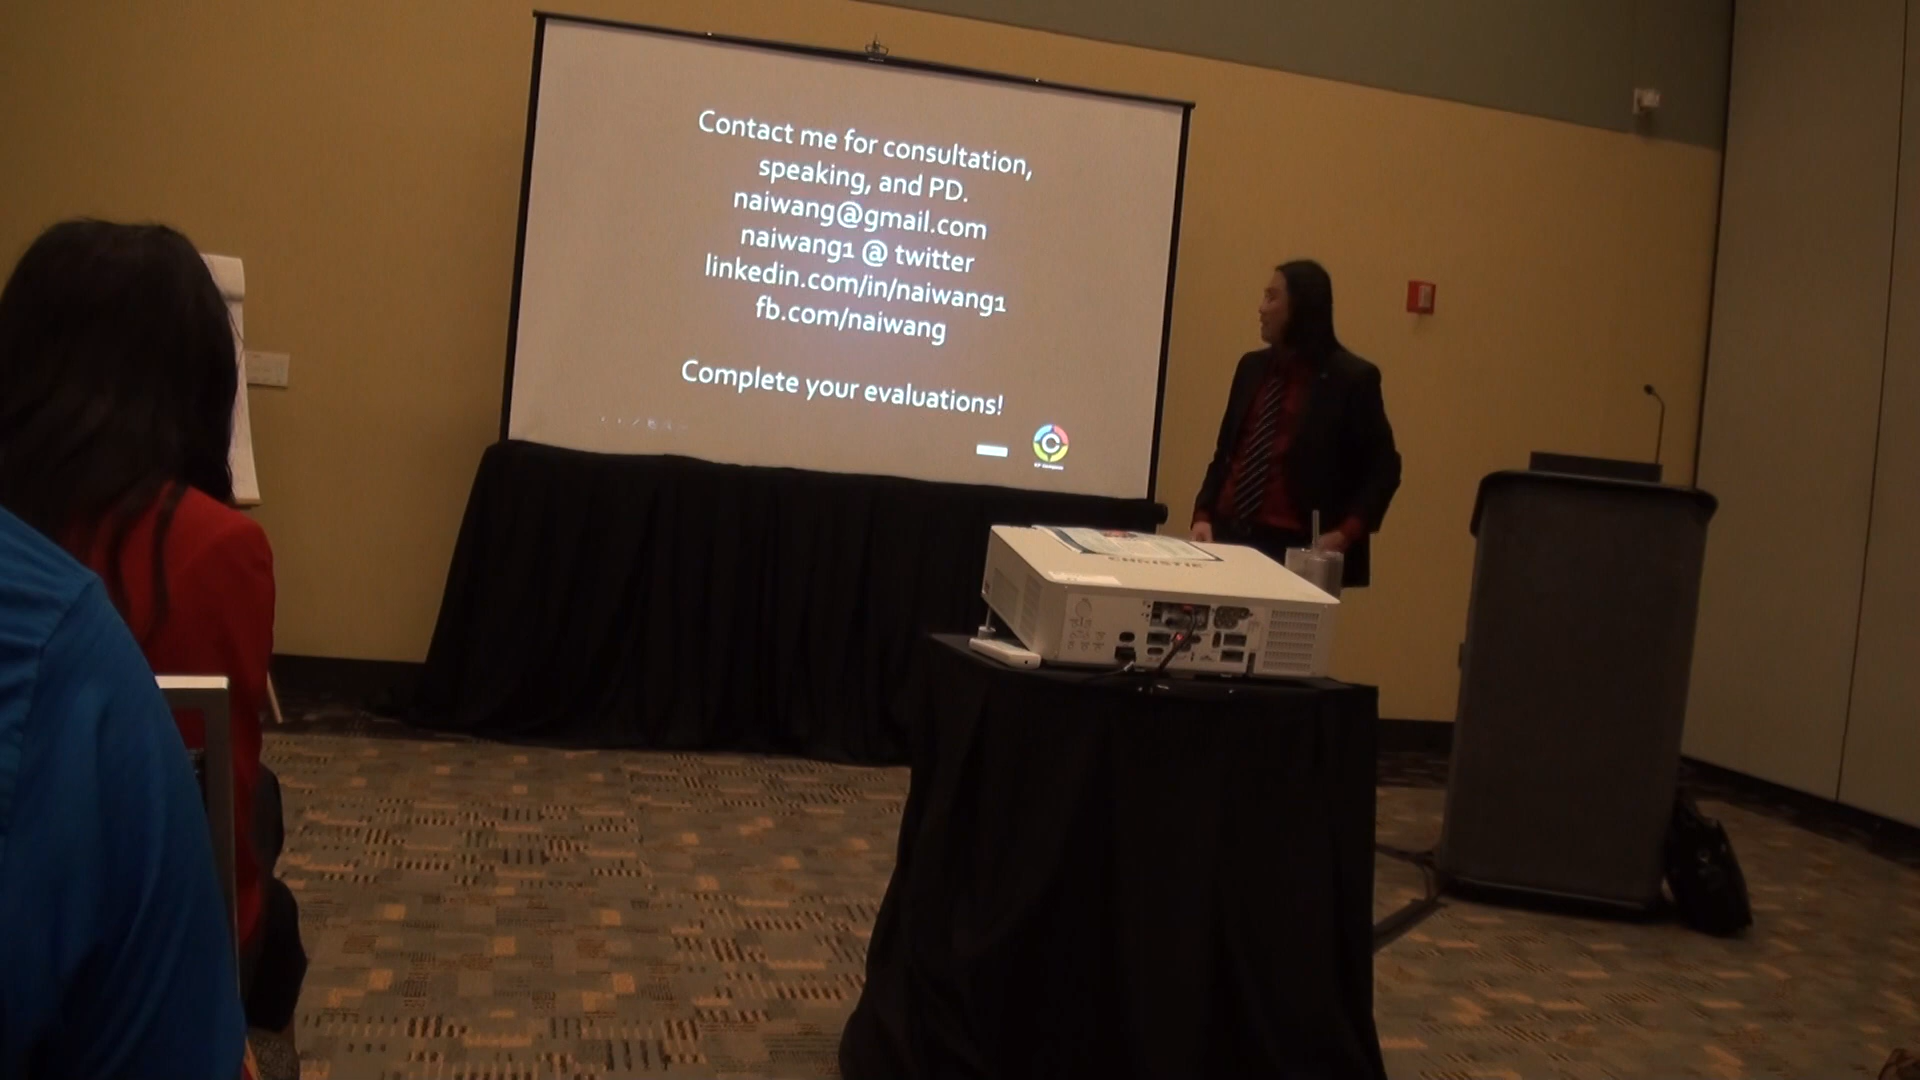 Contact me for consultation,
speaking, and PD.
naiwang@gmail.com
naiwang1 @ twitter
linkedin.com/in/naiwang1
fb.com/naiwang
Complete your evaluations!
CHRISTIE